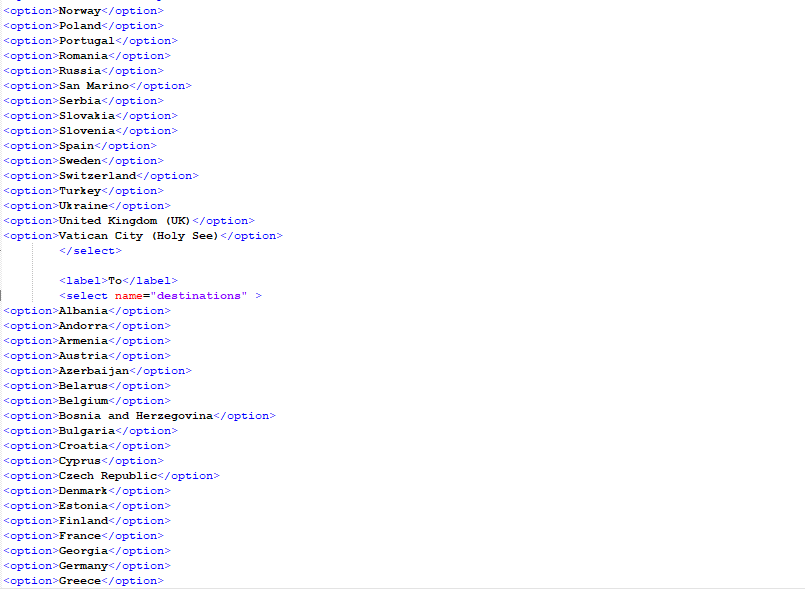 <option>Norway</option>
<option>Poland</option>
<option>Portugal</option>
<option>Romania</option>
<option>Russia</option>
<option>San Marino</option>
<option>Serbia</option>
<option>Slovakia</option>
<option>Slovenia</option>
<option>Spain</option>
<option>Sweden</option>
<option>Switzerland</option>
<option>Turkey</option>
<option>Ukraine</option>
<option>United Kingdom (UK)</option>
<option>Vatican City (Holy See)</option>
</select>
<label>To</label>
<select name="destinations" >
<option>Albania</option>
<option>Andorra</option>
<option>Armenia</option>
<option>Austria</option>
<option>Azerbaijan</option>
<option>Belarus</option>
<option>Belgium</option>
<option>Bosnia and Herzegovina</option>
<option>Bulgaria</option>
<option>Croatia</option>
<option>Cyprus</option>
<option>Czech Republic</option>
<option>Denmark</option>
<option>Estonia</option>
<option>Finland</option>
<option>France</option>
<option>Georgia</option>
<option>Germany</option>
<option>Greece</option>